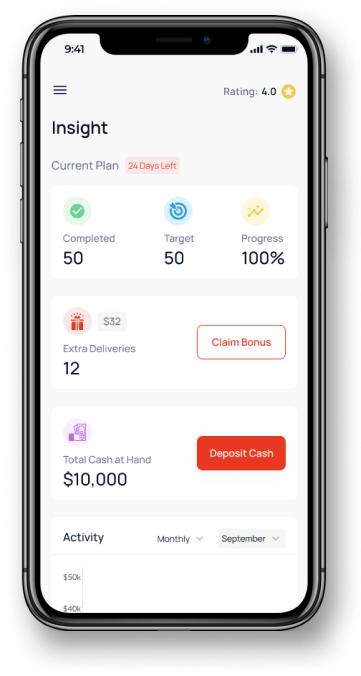 9:41
Rating: 4.0
Insight
Current Plan 24 Days Left
Completed Target Progress
50 50 100%
$32
Extra Deliveries
12
Claim Bonus
Total Cash at Hand
$10,000
Deposit Cash
Activity Monthly September
$50k
$40k